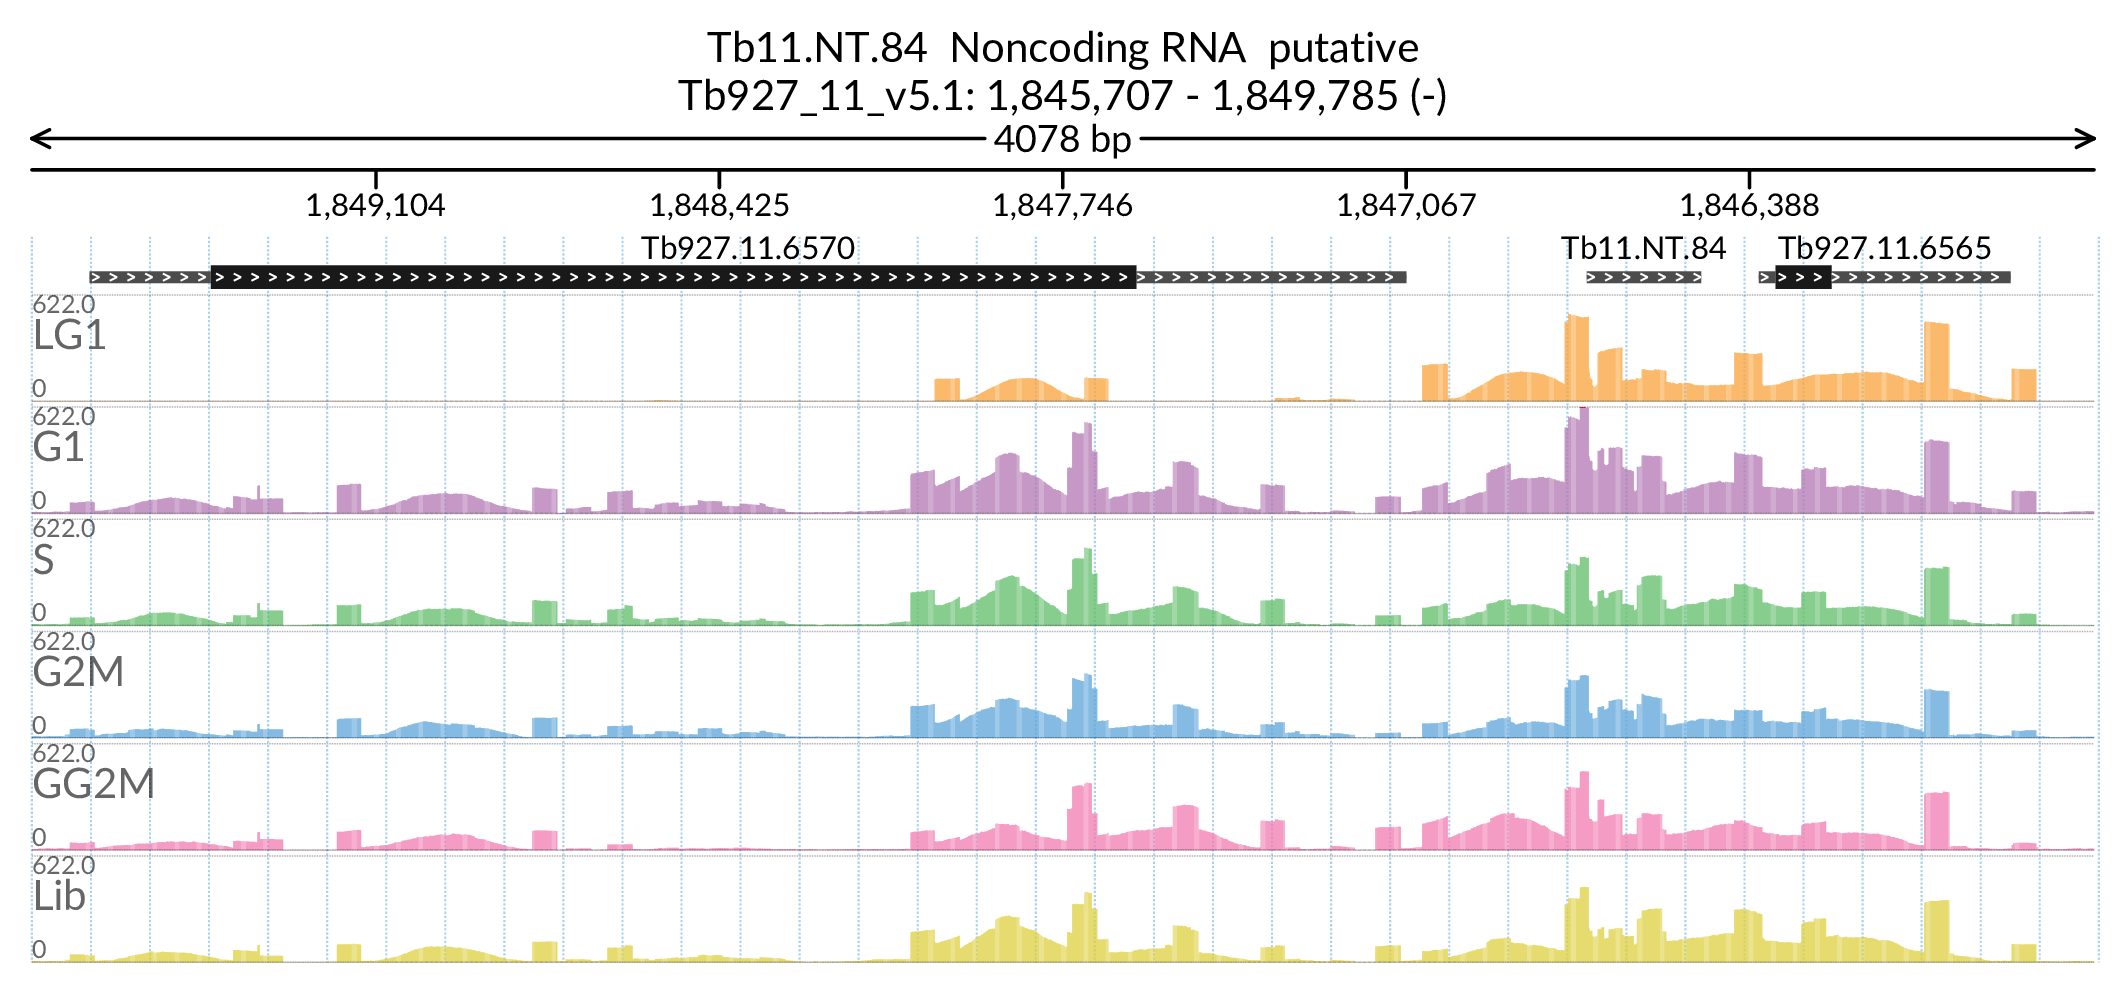 Tb11.NT.84 Noncoding RNA putative
Tb927_11_v5.1: 1,845,707 - 1,849,785 (-)
4078 bp
1,849,104 1,848,425 1,847,746 1,847,067 1,846,388
Tb927.11.6570 Tb11.NT.84 Tb927.11.6565
622.0
LG1
0
622.0
G1
0
622.0
S
0
622.0
G2M
0
622.0
GG2M
0
622.0
Lib
0